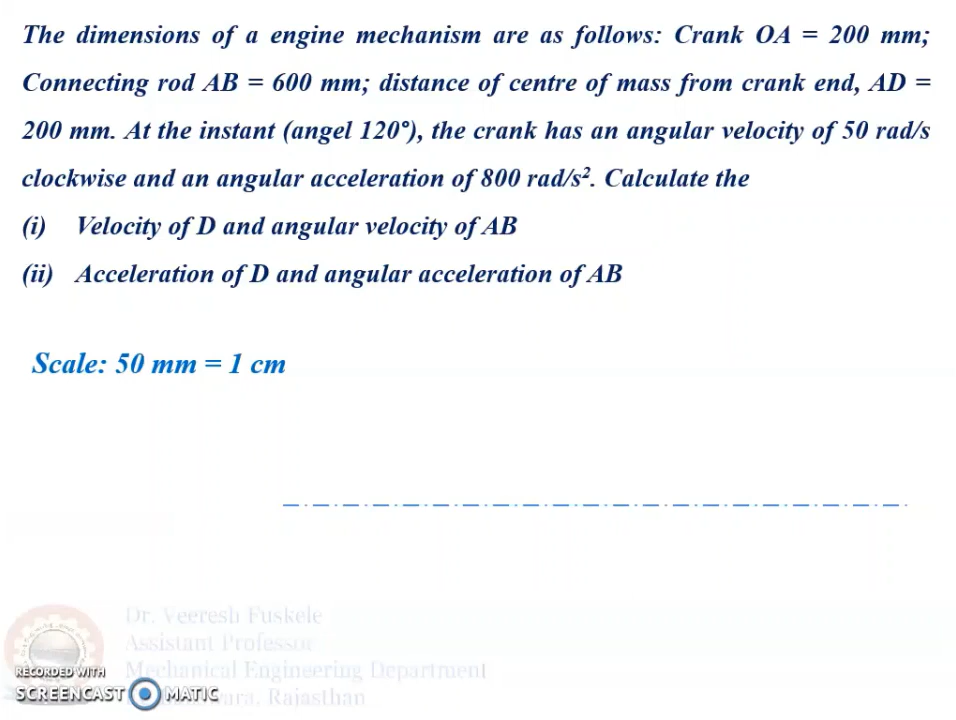 The dimensions of a engine mechanism are as follows: Crank OA = 200 mm;
Connecting rod AB = 600 mm; distance of centre of mass from crank end, AD =
200 mm. At the instant (angel 120°), the crank has an angular velocity of 50 rad/s
clockwise and an angular acceleration of 800 rad/s². Calculate the
(i) Velocity of D and angular velocity of AB
(ii) Acceleration of D and angular acceleration of AB
Scale: 50 mm = 1 cm
Dr. Veeresh Fuskele
Assistant Professor
Mechanical Engineering Department
Rajasthan
RECORDED WITH
SCREENCAST MATIC